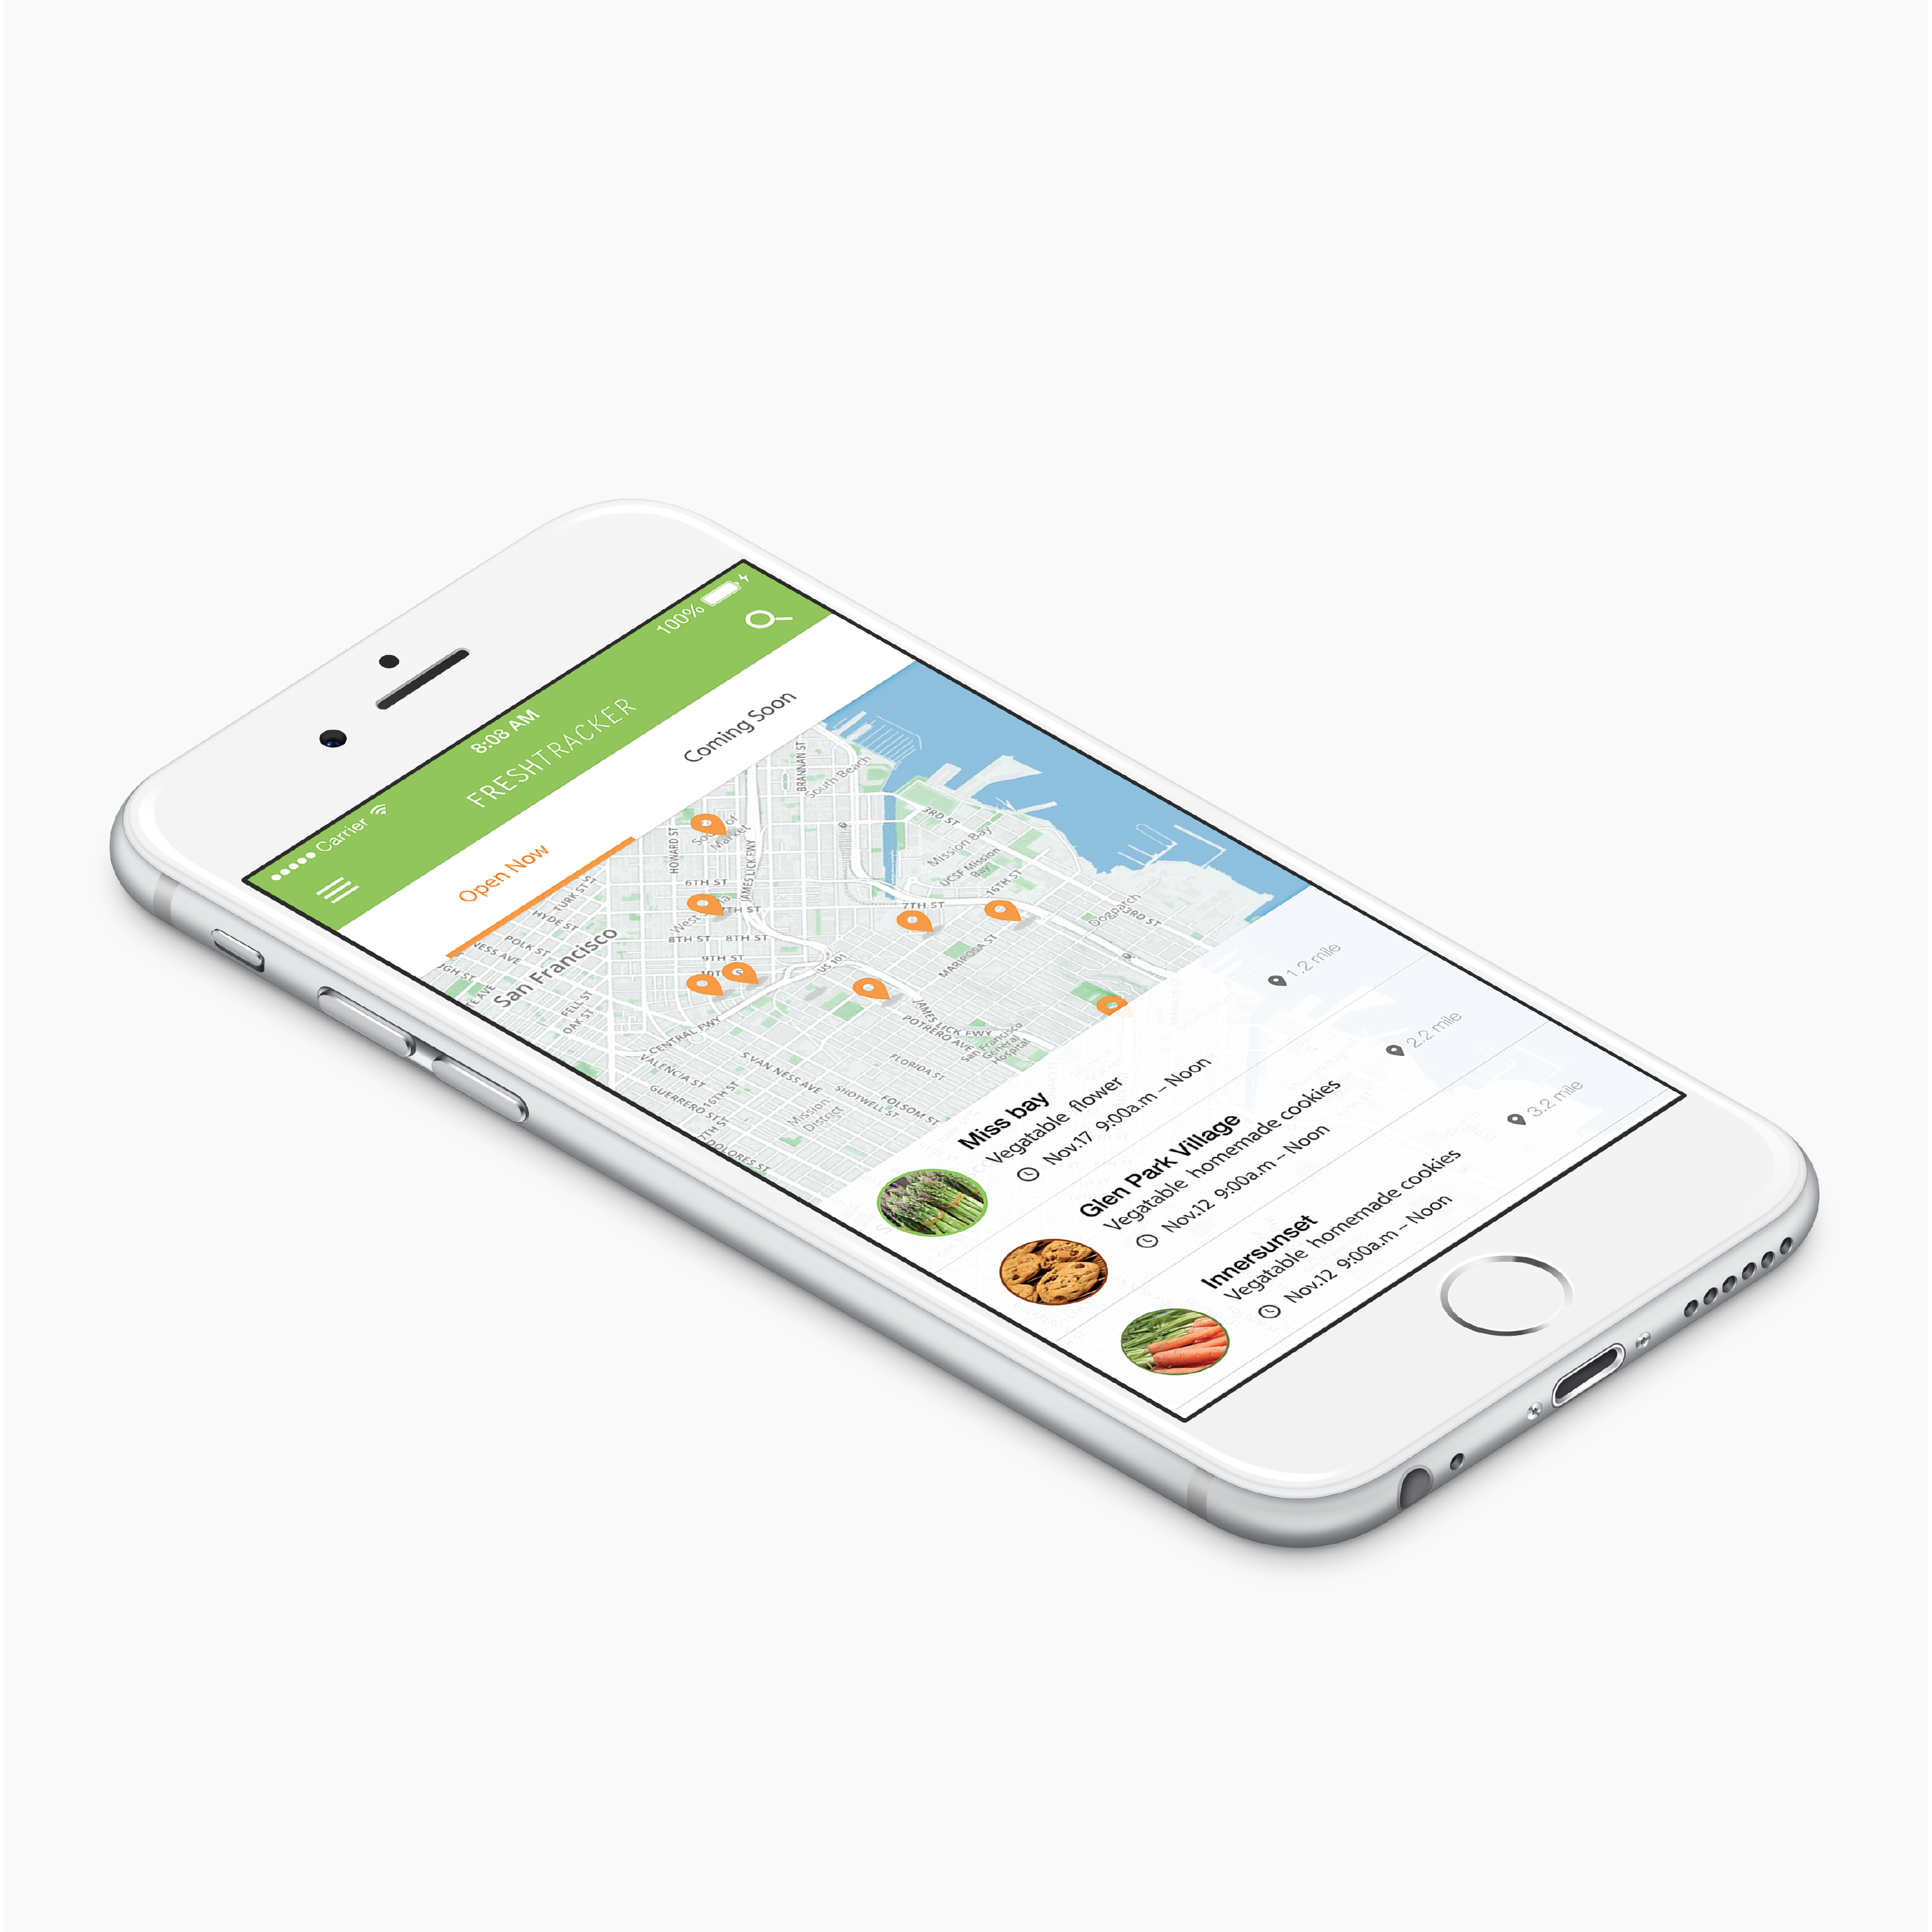 Carrier
8:08 AM
100%
FRESHTRACKER
Open Now
Coming Soon
BRANNAN ST
South Beach
HOWARD ST
Market
3RD ST
Mission Bay
UCSF Mission
Bay
16TH ST
6TH ST
JAMES LICK FWY
TURK ST
HYDE ST
7TH ST
7TH ST
Dogpatch
3RD ST
POLK ST
NESS AVE
8TH ST
8TH ST
MARIPOSA ST
San Francisco
9TH ST
US 101
FELL ST
OAK ST
JAMES LICK FWY
POTRERO AVE
San Francisco
General
Hospital
CENTRAL FWY
VALENCIA ST
S VAN NESS AVE
FLORIDA ST
GUERRERO ST
16TH ST
SHOTWELL ST
FOLSOM ST
Mission
District
DOLORES ST
Miss bay
1.2 mile
Vegatable flower
Nov.17 9:00a.m – Noon
Glen Park Village
2.2 mile
Vegatable homemade cookies
Nov.12 9:00a.m – Noon
Innersunset
3.2 mile
Vegatable homemade cookies
Nov.12 9:00a.m – Noon